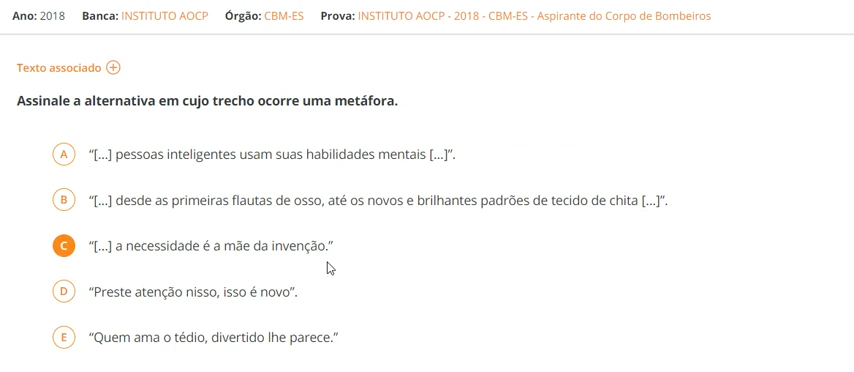 Ano: 2018 Banca: INSTITUTO AOCP Órgão: CBM-ES Prova: INSTITUTO AOCP - 2018 - CBM-ES - Aspirante do Corpo de Bombeiros
Texto associado
Assinale a alternativa em cujo trecho ocorre uma metáfora.
A “[...] pessoas inteligentes usam suas habilidades mentais [...]”.
B “[...] desde as primeiras flautas de osso, até os novos e brilhantes padrões de tecido de chita [...]”.
C “[...] a necessidade é a mãe da invenção.”
D “Preste atenção nisso, isso é novo”.
E “Quem ama o tédio, divertido lhe parece.”